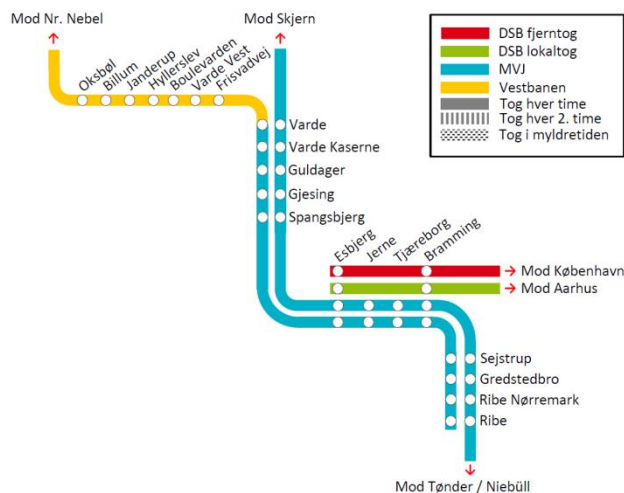 Mod Nr. Nebel
Mod Skjern
DSB fjerntog
DSB lokaltog
MVJ
Vestbanen
Tog hver time
Tog hver 2. time
Tog i myldretiden
Oksbøl
Billum
Janderup
Hyllerslev
Boulevarden
Varde Vest
Frisvadvej
Varde
Varde Kaserne
Guldager
Gjesing
Spangsbjerg
Esbjerg
Jerne
Tjæreborg
Bramming
Mod København
Mod Aarhus
Sejstrup
Gredstedbro
Ribe Nørremark
Ribe
Mod Tønder / Niebüll